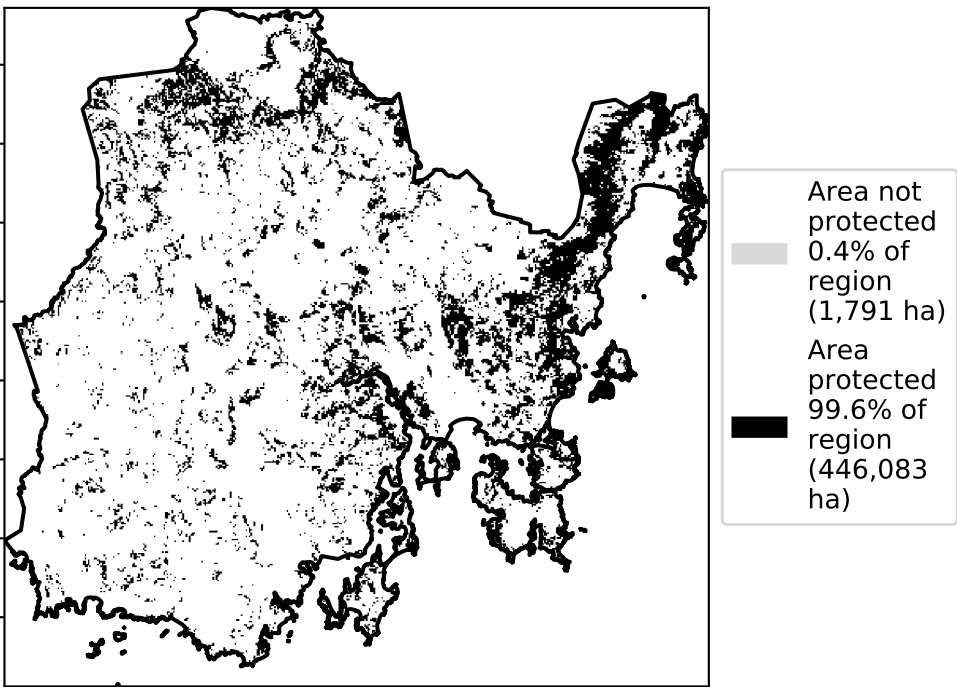 Area not
protected
0.4% of
region
(1,791 ha)
Area
protected
99.6% of
region
(446,083
ha)